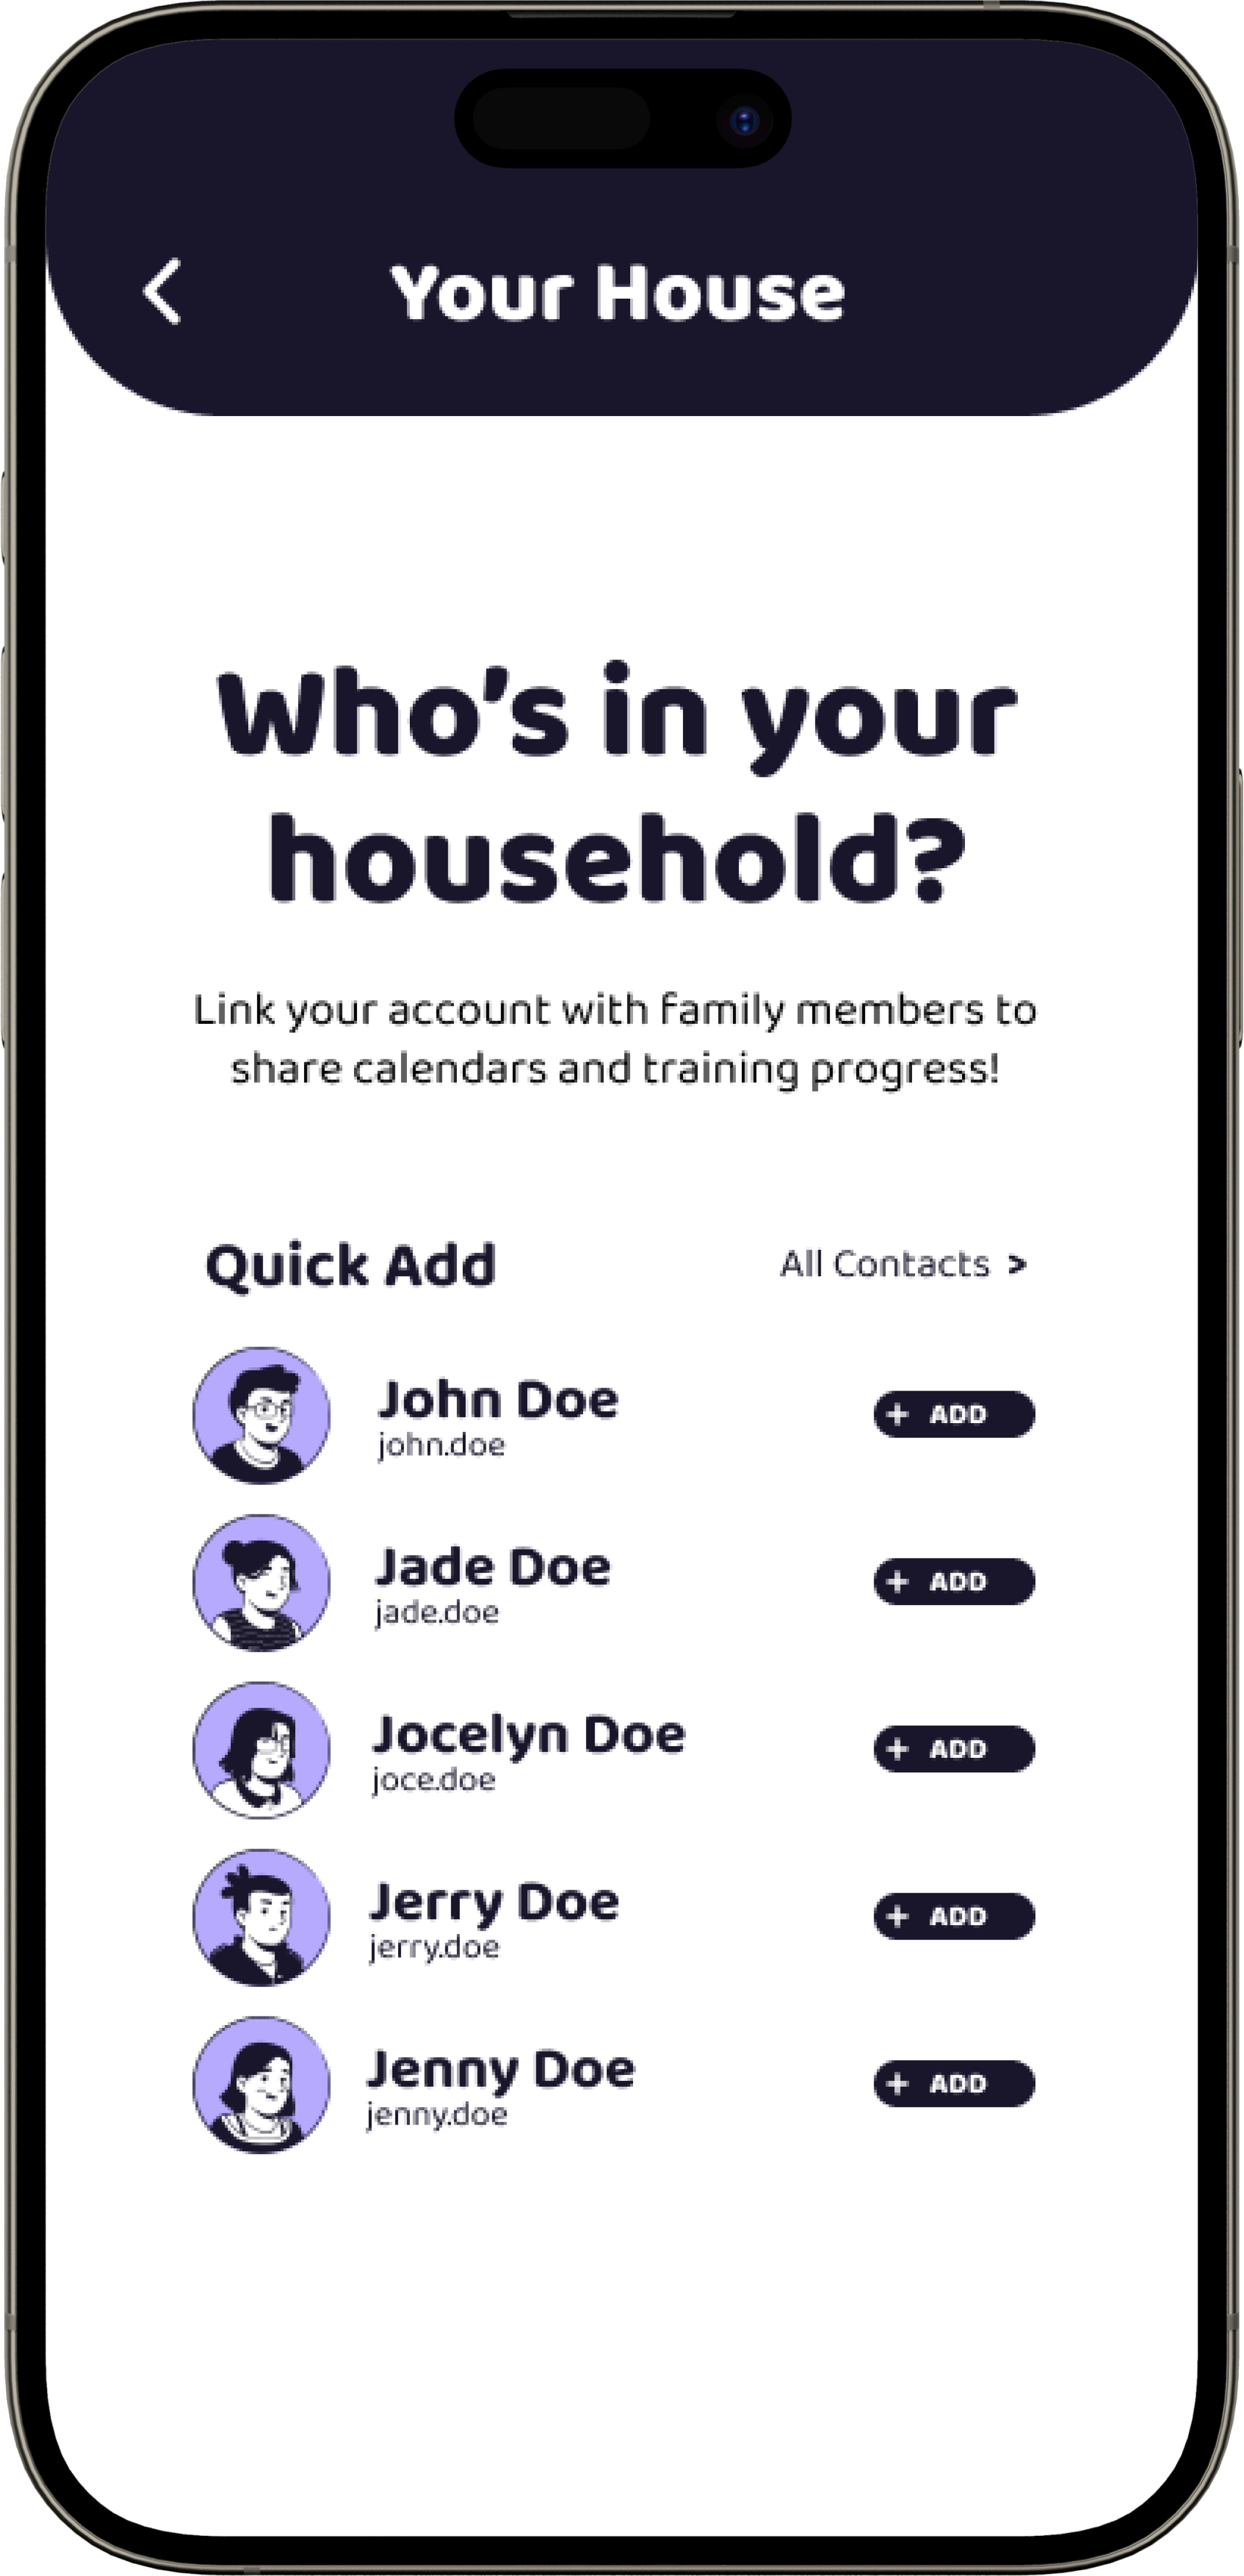 Your House
Who's in your
household?
Link your account with family members to
share calendars and training progress!
Quick Add
All Contacts >
John Doe
john.doe
+ ADD
Jade Doe
jade.doe
+ ADD
Jocelyn Doe
joce.doe
+ ADD
Jerry Doe
jerry.doe
+ ADD
Jenny Doe
jenny.doe
+ ADD